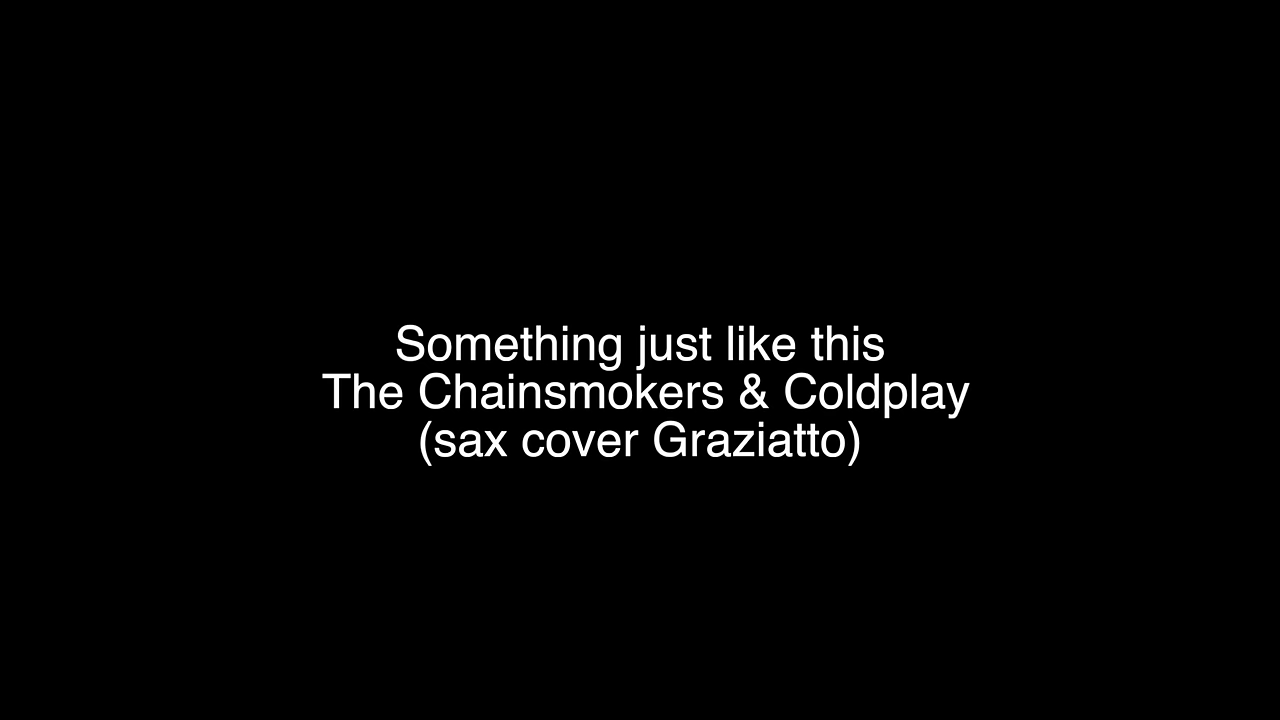 Something just like this
The Chainsmokers & Coldplay
(sax cover Graziatto)